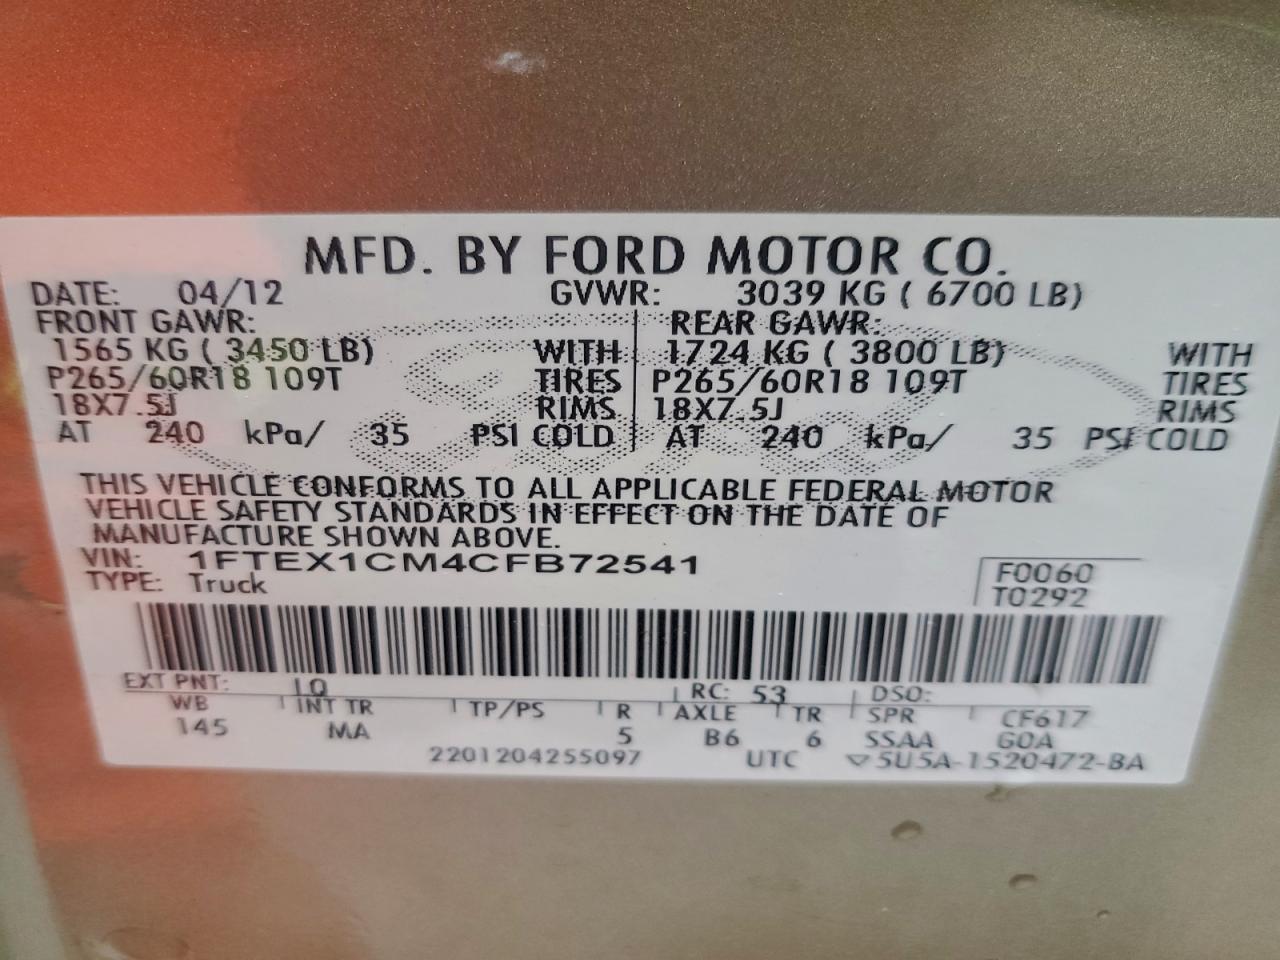 MFD. BY FORD MOTOR CO.
DATE: 04/12 GVWR: 3039 KG ( 6700 LB)
FRONT GAWR: REAR GAWR:
1565 KG ( 3450 LB) WITH 1724 KG ( 3800 LB) WITH
P265/60R18 109T TIRES P265/60R18 109T TIRES
18X7.5J RIMS 18X7.5J RIMS
AT 240 kPa/ 35 PSI COLD AT 240 kPa/ 35 PSI COLD
THIS VEHICLE CONFORMS TO ALL APPLICABLE FEDERAL MOTOR
VEHICLE SAFETY STANDARDS IN EFFECT ON THE DATE OF
MANUFACTURE SHOWN ABOVE.
VIN: 1FTEX1CM4CFB72541
TYPE: Truck
F0060
T0292
EXT PNT: LQ RC: 53 DSO:
WB INT TR TP/PS R AXLE TR SPR CF617
145 MA 5 B6 6 SSAA GOA
2201204255097 UTC ▽5U5A-1520472-BA